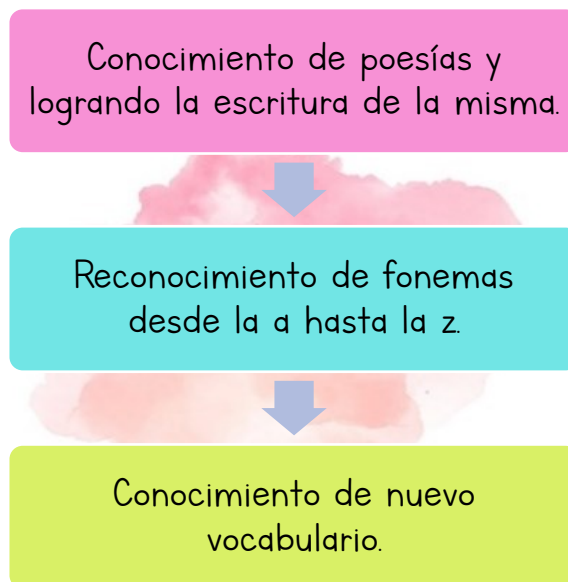 Conocimiento de poesías y
logrando la escritura de la misma.
Reconocimiento de fonemas
desde la a hasta la z.
Conocimiento de nuevo
vocabulario.